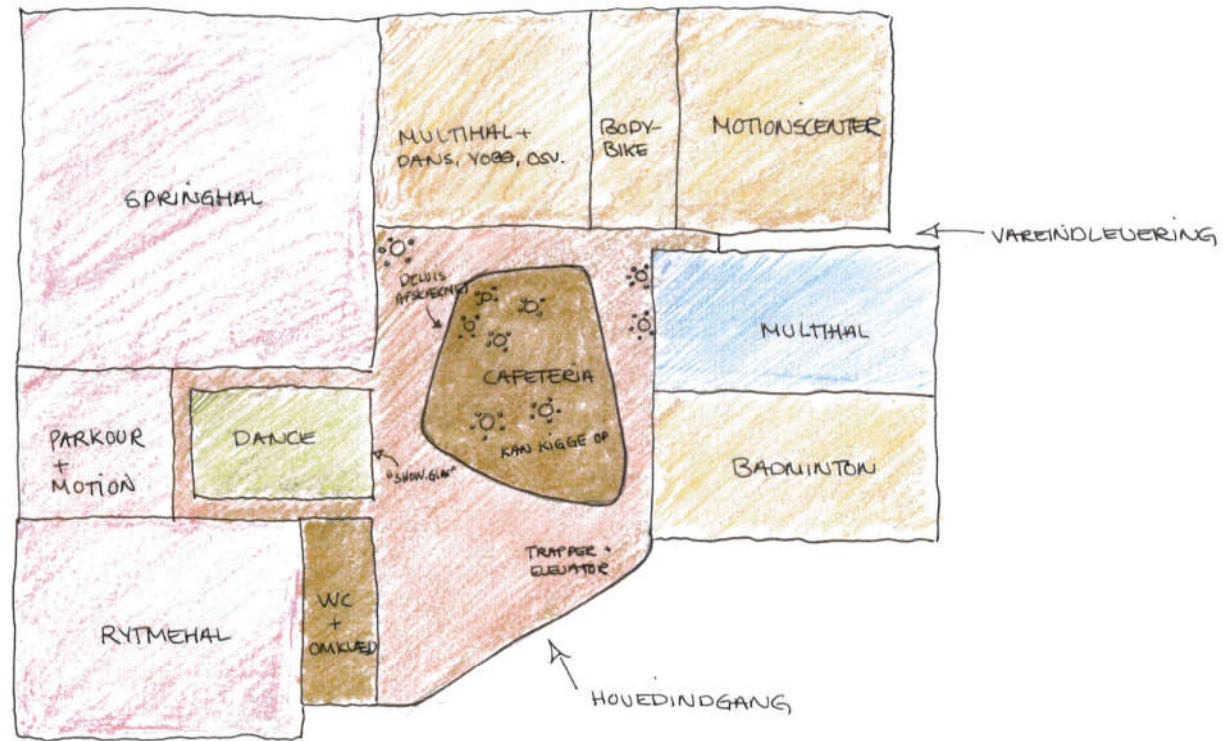 MULTIHAL +
DANS, YOGA, OSV.
BODY-
BIKE
MOTIONSCENTER
SPRINGHAL
VAREINDLEVERING
DELVIS
AFSKÆRMET
MULTIHAL
CAFETERIA
KAN KIGGE OP
PARKOUR
+
MOTION
DANCE
"SHOW-GLAS"
BADMINTON
TRAPPER +
ELEVATOR
WC
+
OMKLÆD
RYTMEHAL
HOVEDINDGANG